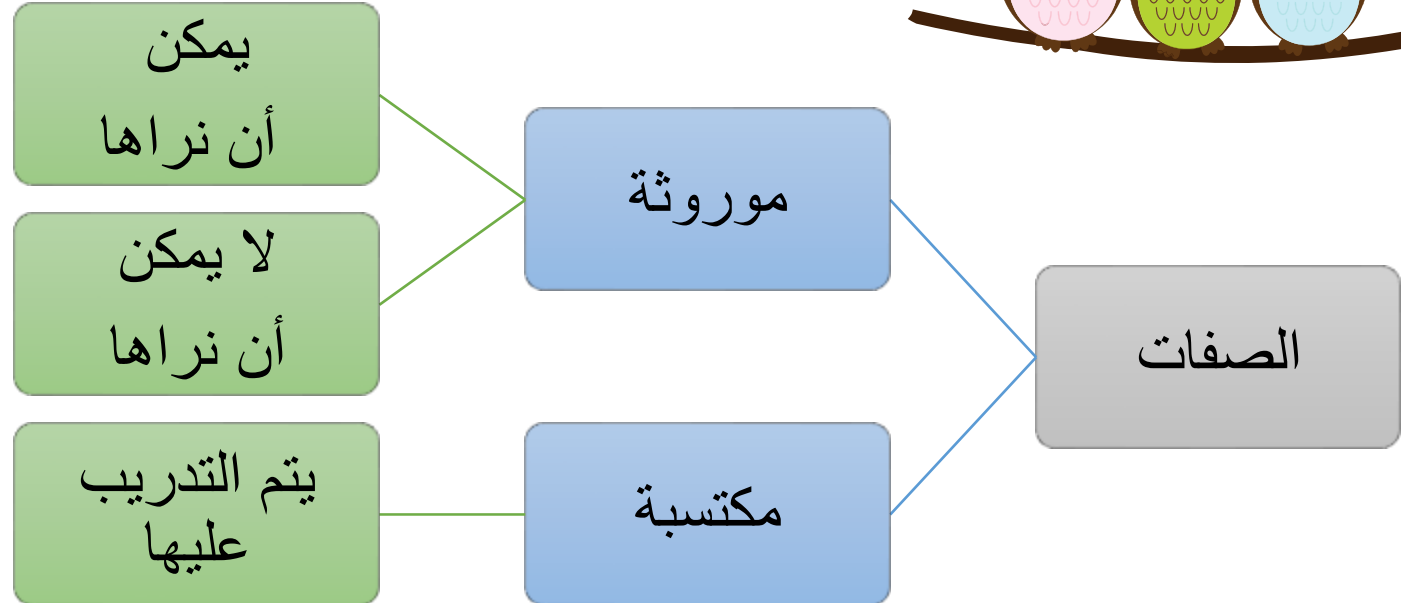 الصفات
موروثة
يمكن
أن نراها
لا يمكن
أن نراها
مكتسبة
يتم التدريب
عليها